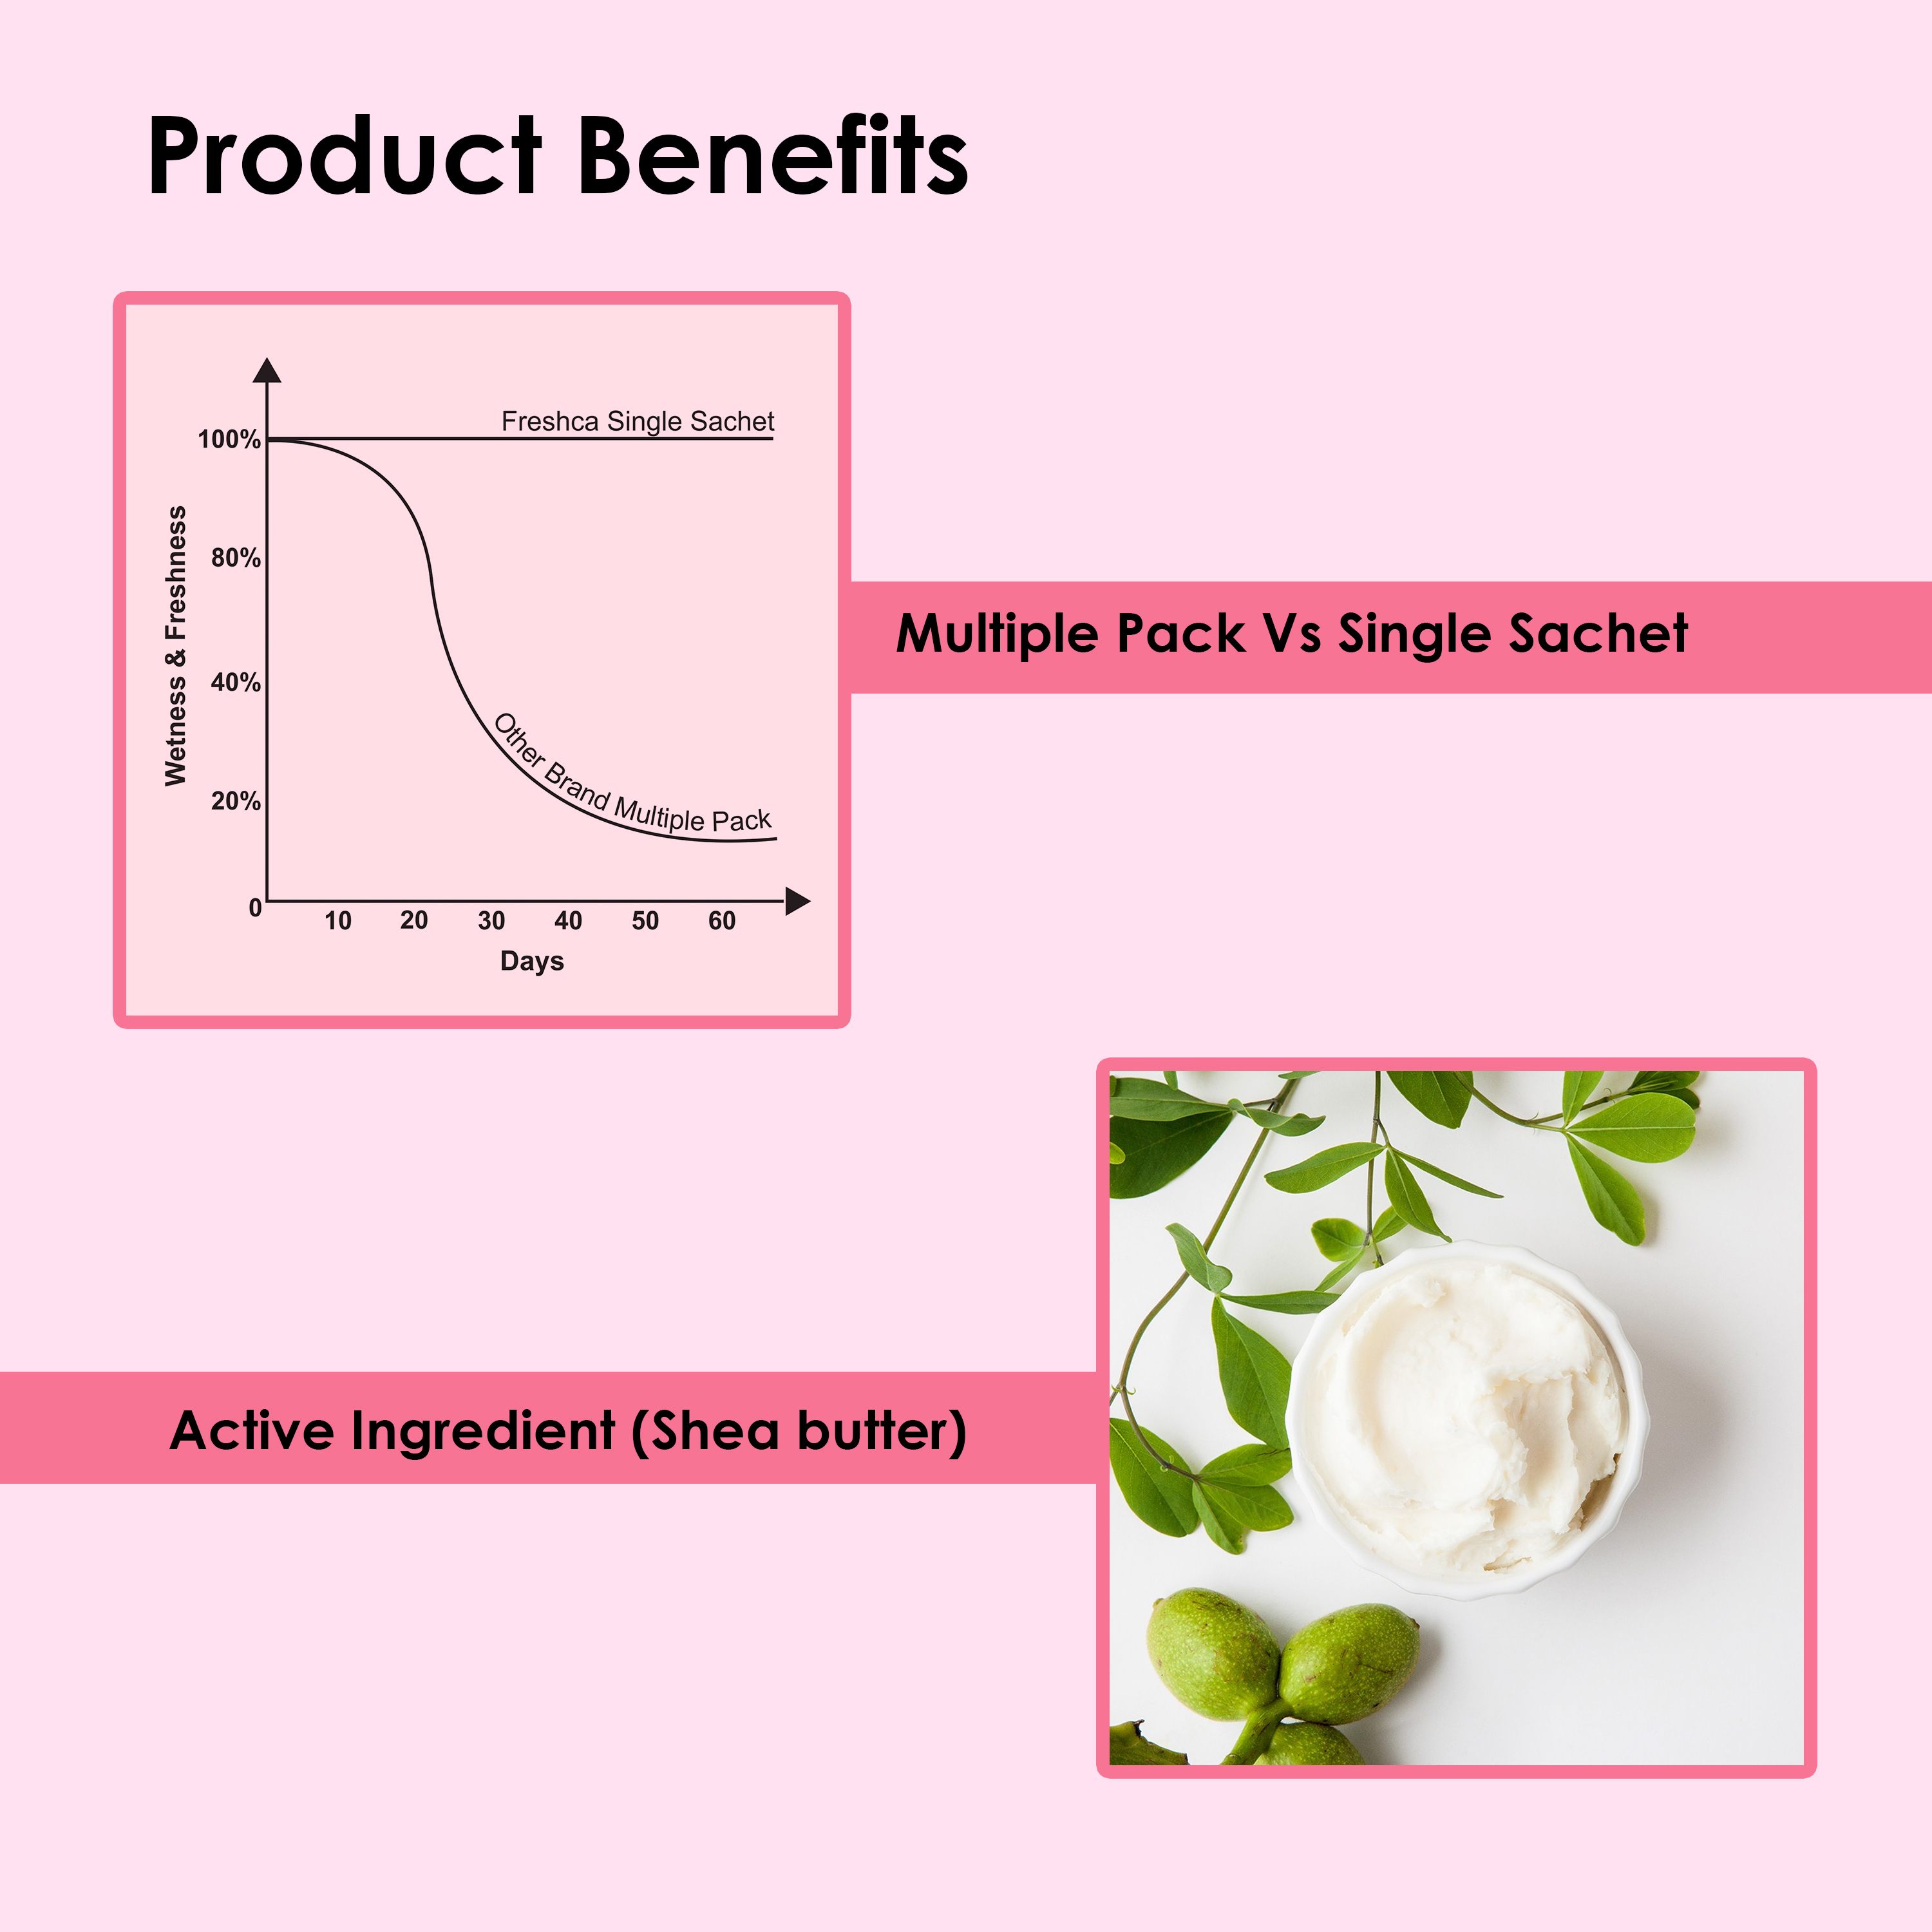 Product Benefits
Freshca Single Sachet
100%
80%
40%
20%
0
Wetness & Freshness
Other Brand Multiple Pack
10 20 30 40 50 60
Days
Multiple Pack Vs Single Sachet
Active Ingredient (Shea butter)